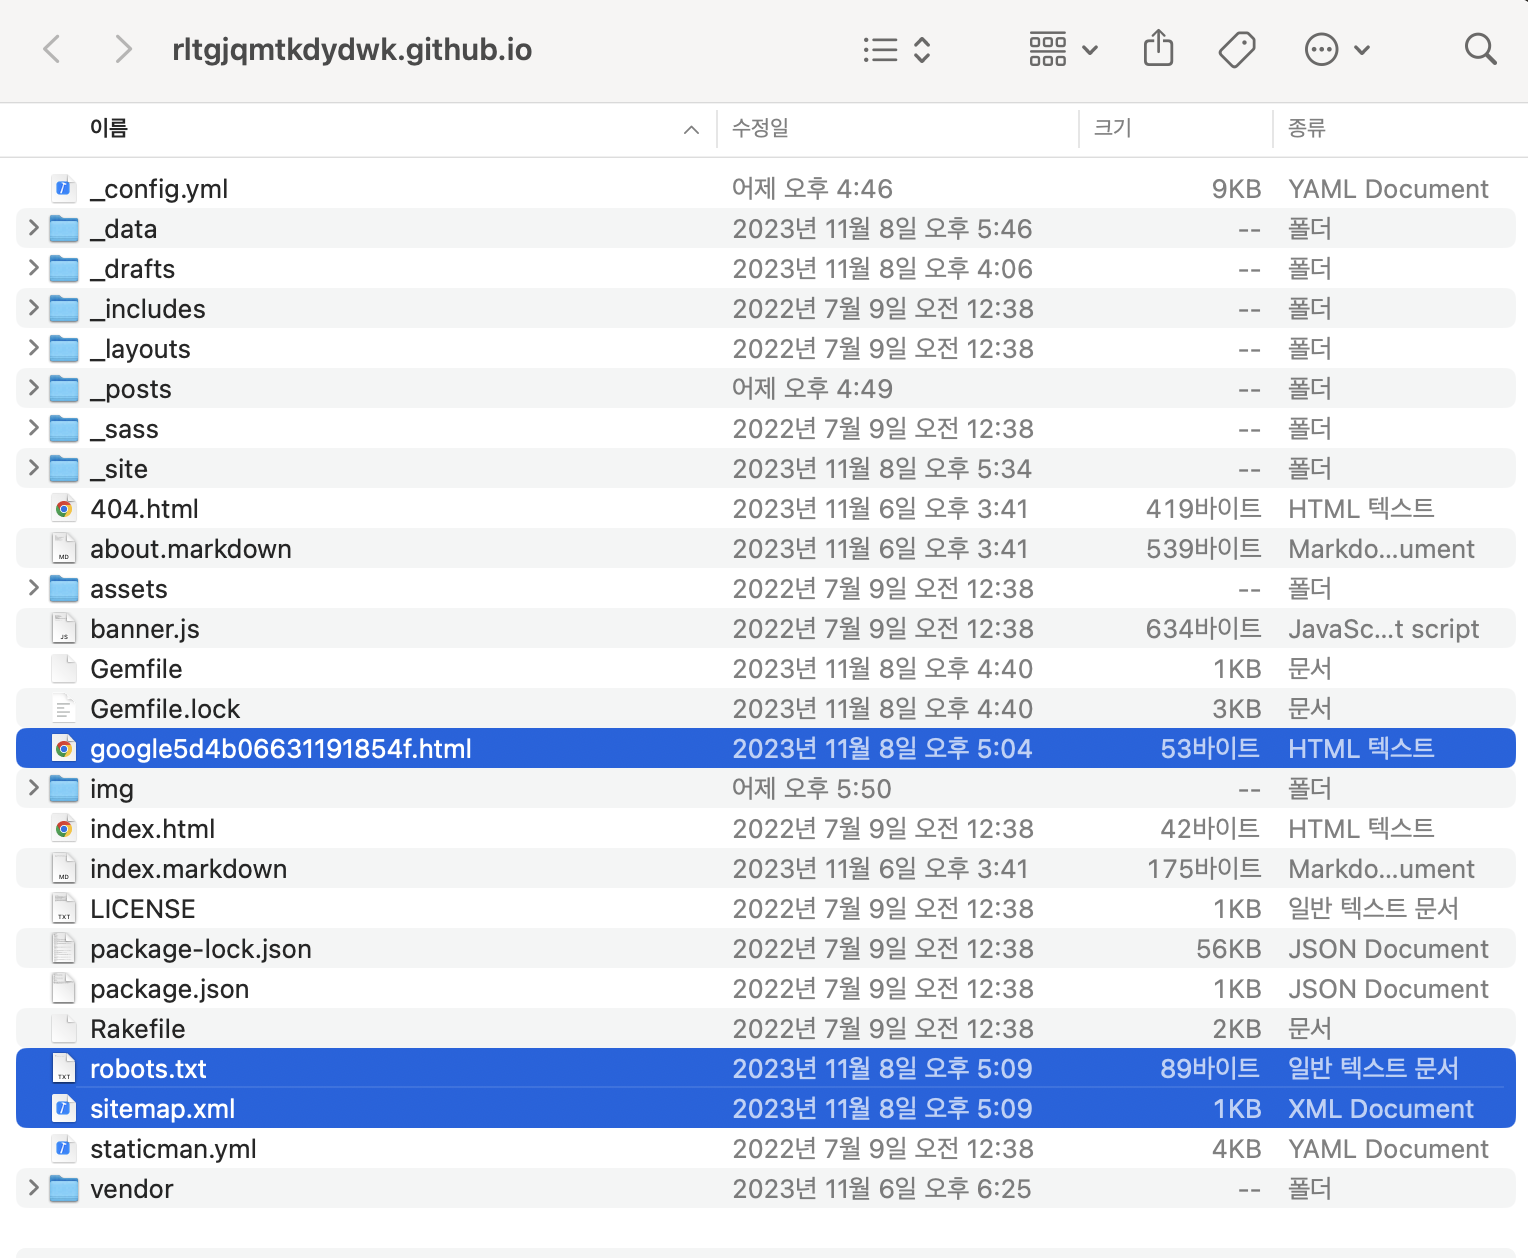 rltgjqmtkdydwk.github.io
이름 수정일 크기 종류
_config.yml 어제 오후 4:46 9KB YAML Document
_data 2023년 11월 8일 오후 5:46 -- 폴더
_drafts 2023년 11월 8일 오후 4:06 -- 폴더
_includes 2022년 7월 9일 오전 12:38 -- 폴더
_layouts 2022년 7월 9일 오전 12:38 -- 폴더
_posts 어제 오후 4:49 -- 폴더
_sass 2022년 7월 9일 오전 12:38 -- 폴더
_site 2023년 11월 8일 오후 5:34 -- 폴더
404.html 2023년 11월 6일 오후 3:41 419바이트 HTML 텍스트
about.markdown 2023년 11월 6일 오후 3:41 539바이트 Markdo...ument
assets 2022년 7월 9일 오전 12:38 -- 폴더
banner.js 2022년 7월 9일 오전 12:38 634바이트 JavaSc...t script
Gemfile 2023년 11월 8일 오후 4:40 1KB 문서
Gemfile.lock 2023년 11월 8일 오후 4:40 3KB 문서
google5d4b06631191854f.html 2023년 11월 8일 오후 5:04 53바이트 HTML 텍스트
img 어제 오후 5:50 -- 폴더
index.html 2022년 7월 9일 오전 12:38 42바이트 HTML 텍스트
index.markdown 2023년 11월 6일 오후 3:41 175바이트 Markdo...ument
LICENSE 2022년 7월 9일 오전 12:38 1KB 일반 텍스트 문서
package-lock.json 2022년 7월 9일 오전 12:38 56KB JSON Document
package.json 2022년 7월 9일 오전 12:38 1KB JSON Document
Rakefile 2022년 7월 9일 오전 12:38 2KB 문서
robots.txt 2023년 11월 8일 오후 5:09 89바이트 일반 텍스트 문서
sitemap.xml 2023년 11월 8일 오후 5:09 1KB XML Document
staticman.yml 2022년 7월 9일 오전 12:38 4KB YAML Document
vendor 2023년 11월 6일 오후 6:25 -- 폴더